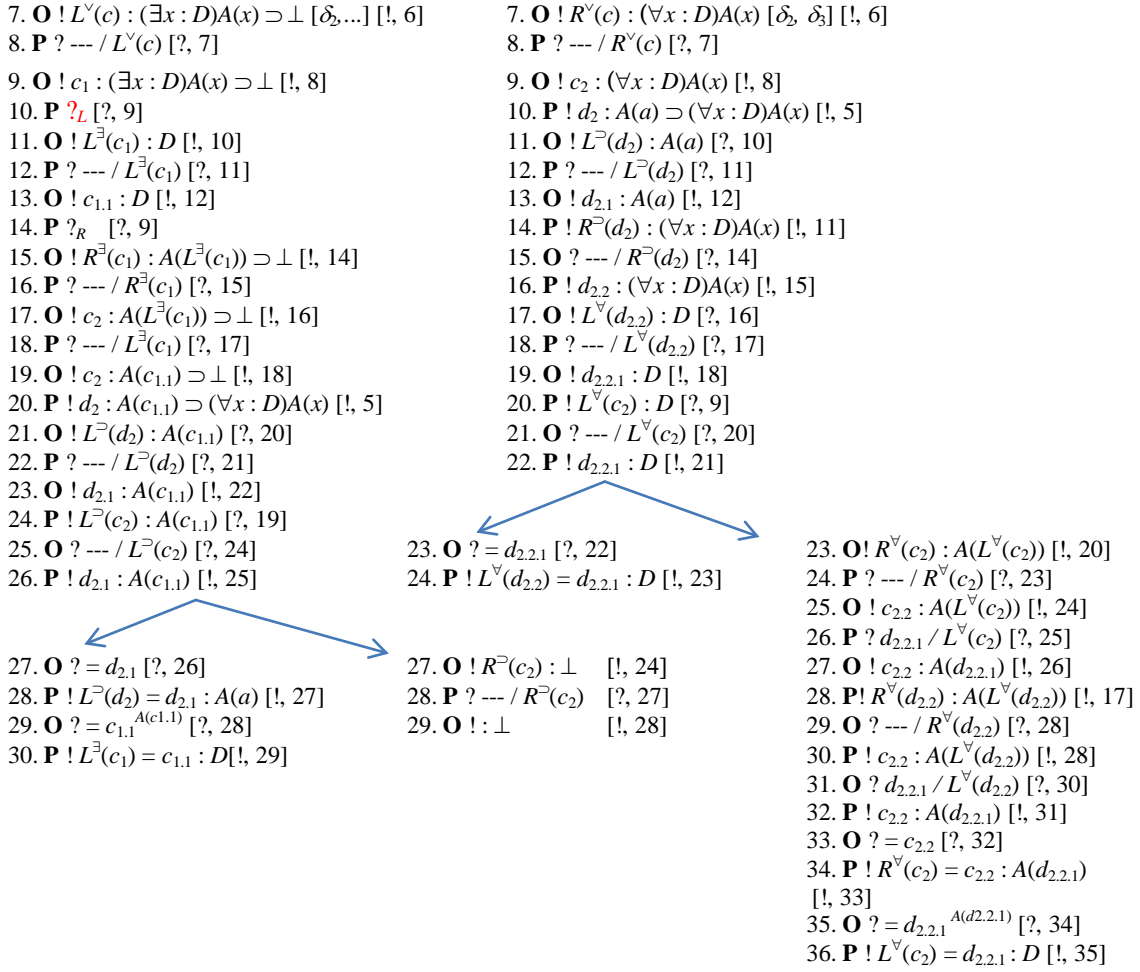 7. O ! L^∨(c) : (∃x : D)A(x) ⊃ ⊥ [δ₂,...] [!, 6]
8. P ? --- / L^∨(c) [?, 7]
9. O ! c₁ : (∃x : D)A(x) ⊃ ⊥ [!, 8]
10. P ?_L [?, 9]
11. O ! L^∃(c₁) : D [!, 10]
12. P ? --- / L^∃(c₁) [?, 11]
13. O ! c₁.₁ : D [!, 12]
14. P ?_R [?, 9]
15. O ! R^∃(c₁) : A(L^∃(c₁)) ⊃ ⊥ [!, 14]
16. P ? --- / R^∃(c₁) [?, 15]
17. O ! c₂ : A(L^∃(c₁)) ⊃ ⊥ [!, 16]
18. P ? --- / L^∃(c₁) [?, 17]
19. O ! c₂ : A(c₁.₁) ⊃ ⊥ [!, 18]
20. P ! d₂ : A(c₁.₁) ⊃ (∀x : D)A(x) [!, 5]
21. O ! L^⊃(d₂) : A(c₁.₁) [?, 20]
22. P ? --- / L^⊃(d₂) [?, 21]
23. O ! d₂.₁ : A(c₁.₁) [!, 22]
24. P ! L^⊃(c₂) : A(c₁.₁) [?, 19]
25. O ? --- / L^⊃(c₂) [?, 24]
26. P ! d₂.₁ : A(c₁.₁) [!, 25]
27. O ? = d₂.₁ [?, 26]
28. P ! L^⊃(d₂) = d₂.₁ : A(a) [!, 27]
29. O ? = c₁.₁^A(c1.1) [?, 28]
30. P ! L^∃(c₁) = c₁.₁ : D[!, 29]
27. O ! R^⊃(c₂) : ⊥ [!, 24]
28. P ? --- / R^⊃(c₂) [?, 27]
29. O ! : ⊥ [!, 28]
7. O ! R^∨(c) : (∀x : D)A(x) [δ₂, δ₃] [!, 6]
8. P ? --- / R^∨(c) [?, 7]
9. O ! c₂ : (∀x : D)A(x) [!, 8]
10. P ! d₂ : A(a) ⊃ (∀x : D)A(x) [!, 5]
11. O ! L^⊃(d₂) : A(a) [?, 10]
12. P ? --- / L^⊃(d₂) [?, 11]
13. O ! d₂.₁ : A(a) [!, 12]
14. P ! R^⊃(d₂) : (∀x : D)A(x) [!, 11]
15. O ? --- / R^⊃(d₂) [?, 14]
16. P ! d₂.₂ : (∀x : D)A(x) [!, 15]
17. O ! L^∀(d₂.₂) : D [?, 16]
18. P ? --- / L^∀(d₂.₂) [?, 17]
19. O ! d₂.₂.₁ : D [!, 18]
20. P ! L^∀(c₂) : D [?, 9]
21. O ? --- / L^∀(c₂) [?, 20]
22. P ! d₂.₂.₁ : D [!, 21]
23. O ? = d₂.₂.₁ [?, 22]
24. P ! L^∀(d₂.₂) = d₂.₂.₁ : D [!, 23]
23. O! R^∀(c₂) : A(L^∀(c₂)) [!, 20]
24. P ? --- / R^∀(c₂) [?, 23]
25. O ! c₂.₂ : A(L^∀(c₂)) [!, 24]
26. P ? d₂.₂.₁ / L^∀(c₂) [?, 25]
27. O ! c₂.₂ : A(d₂.₂.₁) [!, 26]
28. P! R^∀(d₂.₂) : A(L^∀(d₂.₂)) [!, 17]
29. O ? --- / R^∀(d₂.₂) [?, 28]
30. P ! c₂.₂ : A(L^∀(d₂.₂)) [!, 28]
31. O ? d₂.₂.₁ / L^∀(d₂.₂) [?, 30]
32. P ! c₂.₂ : A(d₂.₂.₁) [!, 31]
33. O ? = c₂.₂ [?, 32]
34. P ! R^∀(c₂) = c₂.₂ : A(d₂.₂.₁)
[!, 33]
35. O ? = d₂.₂.₁ ^A(d2.2.1) [?, 34]
36. P ! L^∀(c₂) = d₂.₂.₁ : D [!, 35]